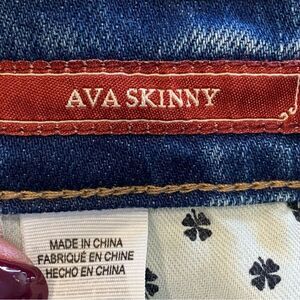 AVA SKINNY
MADE IN CHINA
FABRIQUÉ EN CHINE
HECHO EN CHINA